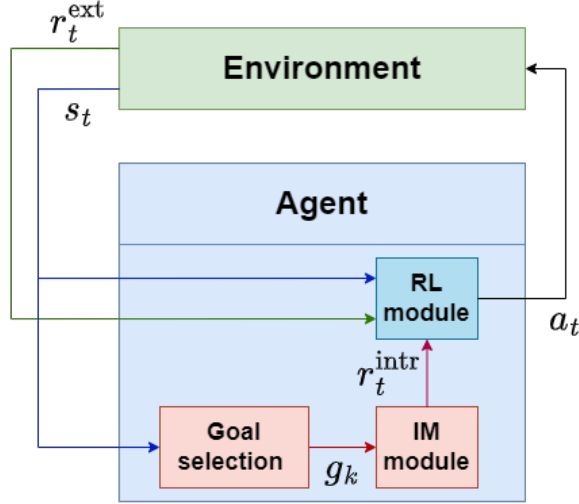 r_t^ext
Environment
s_t
Agent
RL
module
a_t
r_t^intr
Goal
selection
g_k
IM
module